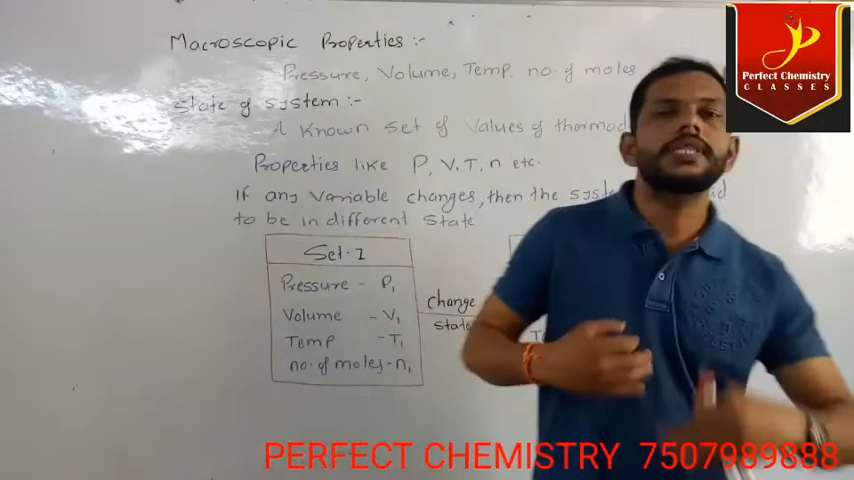 Macroscopic Properties :-
Pressure, Volume, Temp. no. of moles
State of system :-
A Known Set of Values of
Properties like P, V, T, n etc.
If any Variable changes, then the
to be in different State
Set-I
Pressure - P₁
Volume - V₁
Temp - T₁
no. of moles - n₁
Change
state
Perfect Chemistry
CLASSES
PERFECT CHEMISTRY 7507989888